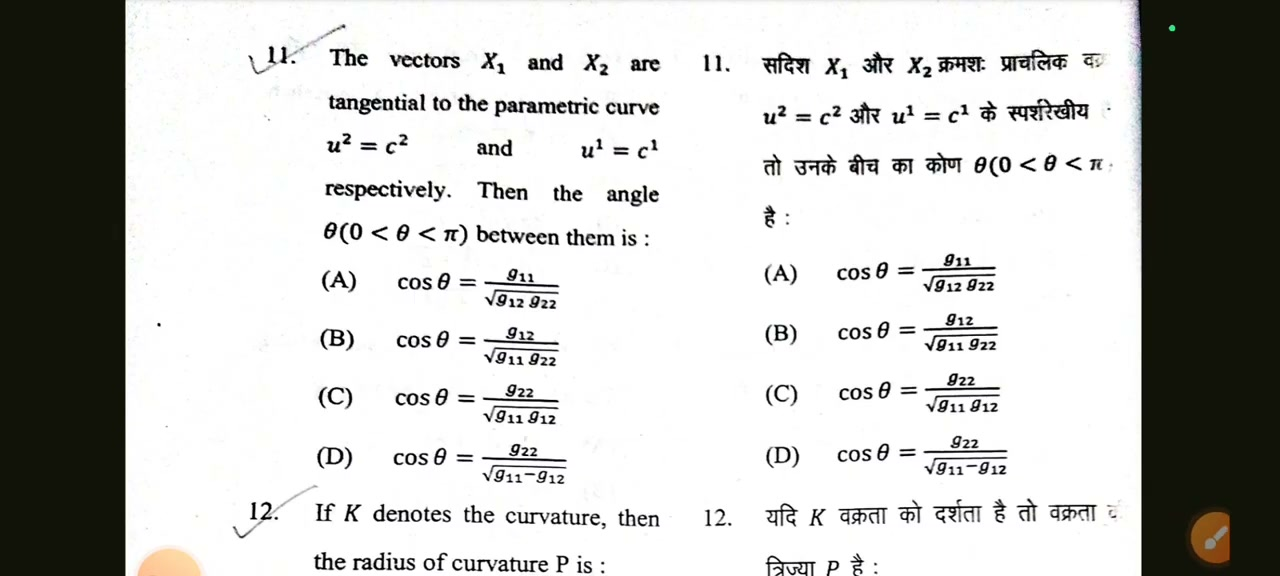 11. The vectors X₁ and X₂ are
tangential to the parametric curve
u² = c² and u¹ = c¹
respectively. Then the angle
θ(0 < θ < π) between them is :
(A) cos θ = g₁₁ / √g₁₂ g₂₂
(B) cos θ = g₁₂ / √g₁₁ g₂₂
(C) cos θ = g₂₂ / √g₁₁ g₁₂
(D) cos θ = g₂₂ / √g₁₁−g₁₂
12. If K denotes the curvature, then
the radius of curvature P is :
11. सदिश X₁ और X₂ क्रमशः प्राचलिक
u² = c² और u¹ = c¹ के स्पर्शरेखीय
तो उनके बीच का कोण θ(0 < θ < π
है :
(A) cos θ = g₁₁ / √g₁₂ g₂₂
(B) cos θ = g₁₂ / √g₁₁ g₂₂
(C) cos θ = g₂₂ / √g₁₁ g₁₂
(D) cos θ = g₂₂ / √g₁₁−g₁₂
12. यदि K वक्रता को दर्शता है तो वक्रता
त्रिज्या P है :